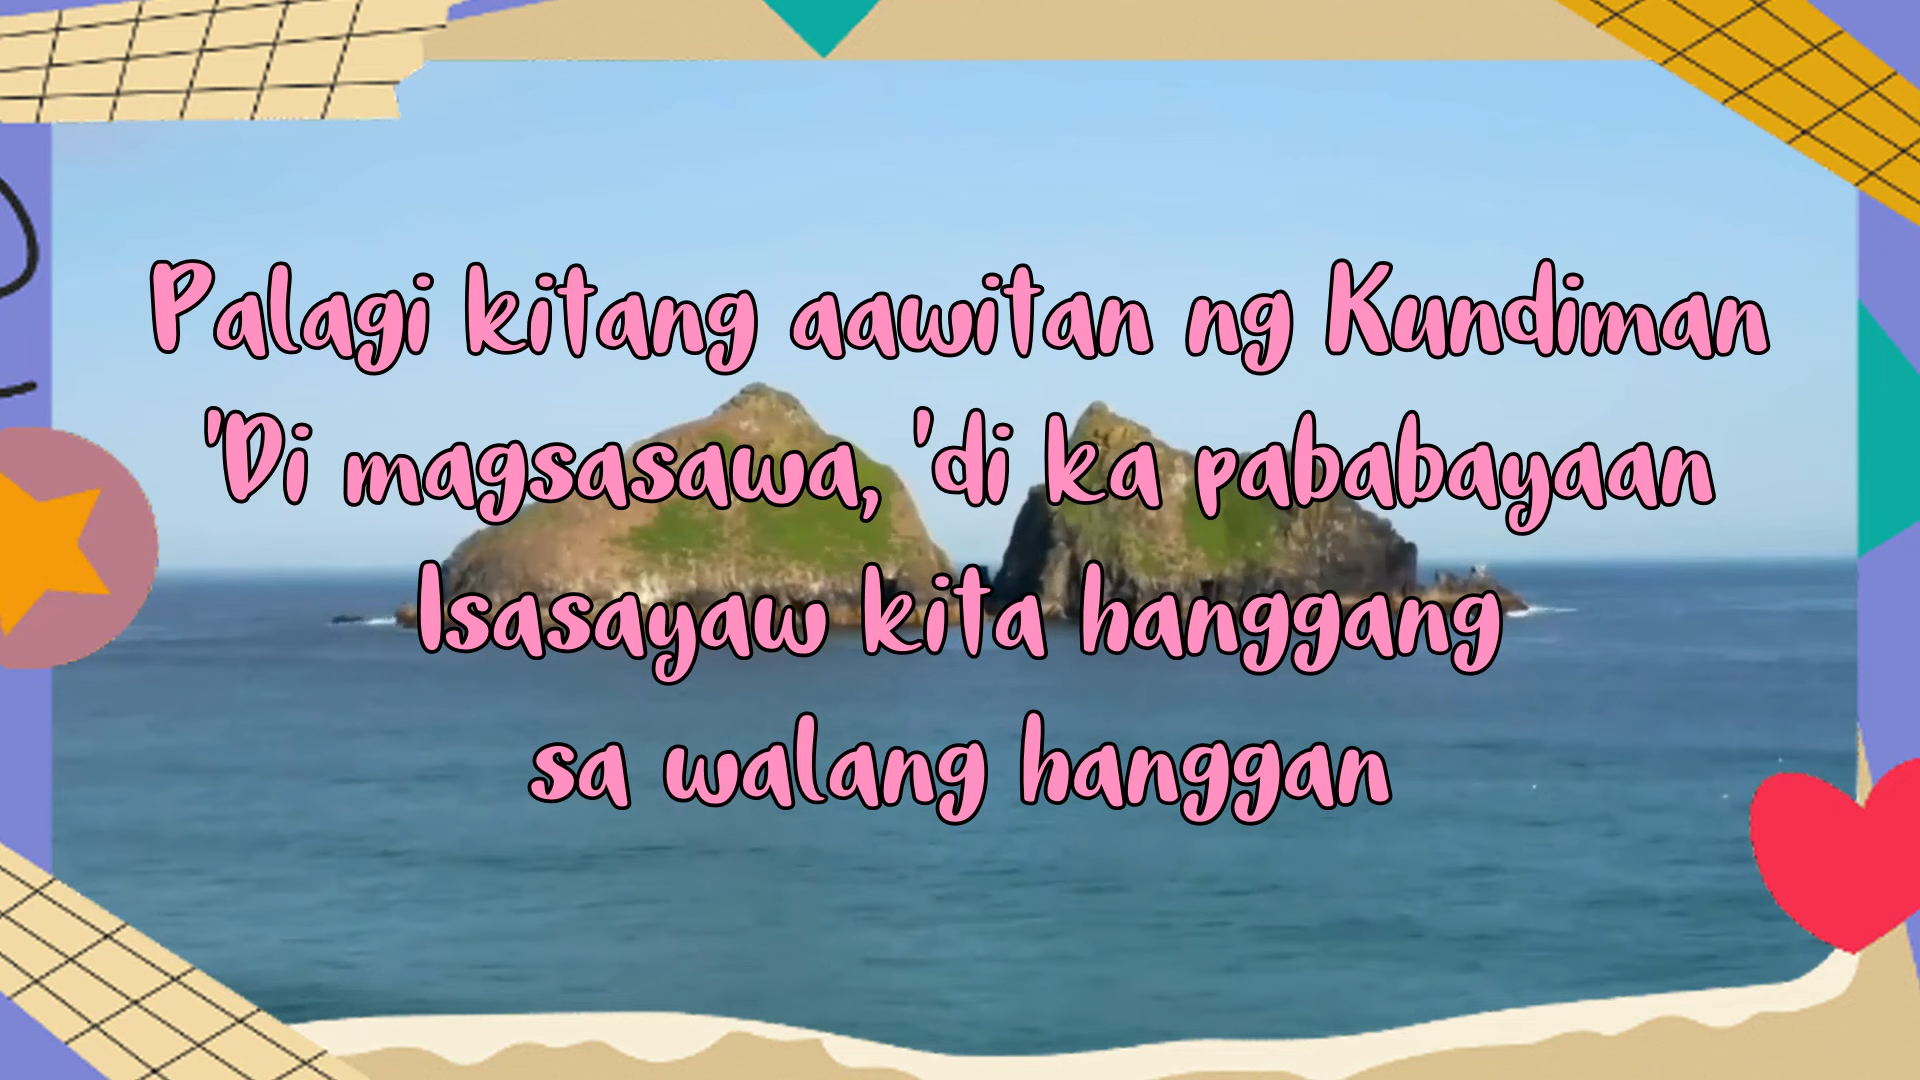 Palagi kitang aawitan ng Kundiman
'Di magsasawa, 'di ka pababayaan
Isasayaw kita hanggang
sa walang hanggan